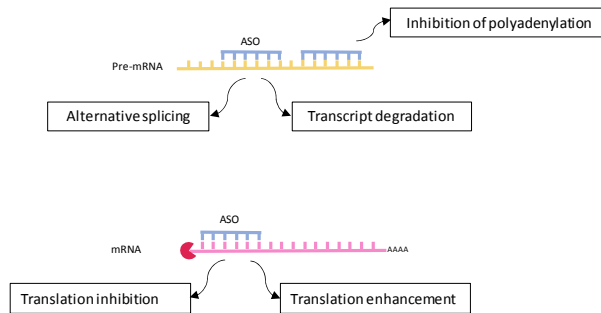 Inhibition of polyadenylation
ASO
Pre-mRNA
Alternative splicing
Transcript degradation
ASO
mRNA
AAAA
Translation inhibition
Translation enhancement